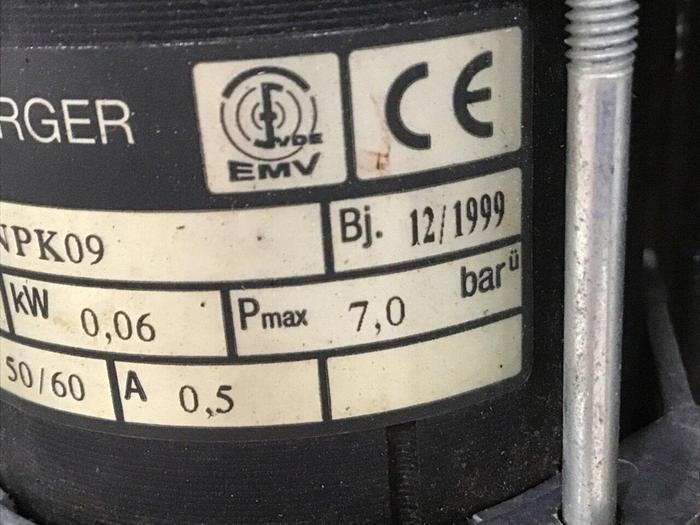 RGER
VDE
EMV
CE
NPK09
Bj. 12/1999
kW 0,06
Pmax 7,0 barü
50/60
A 0,5